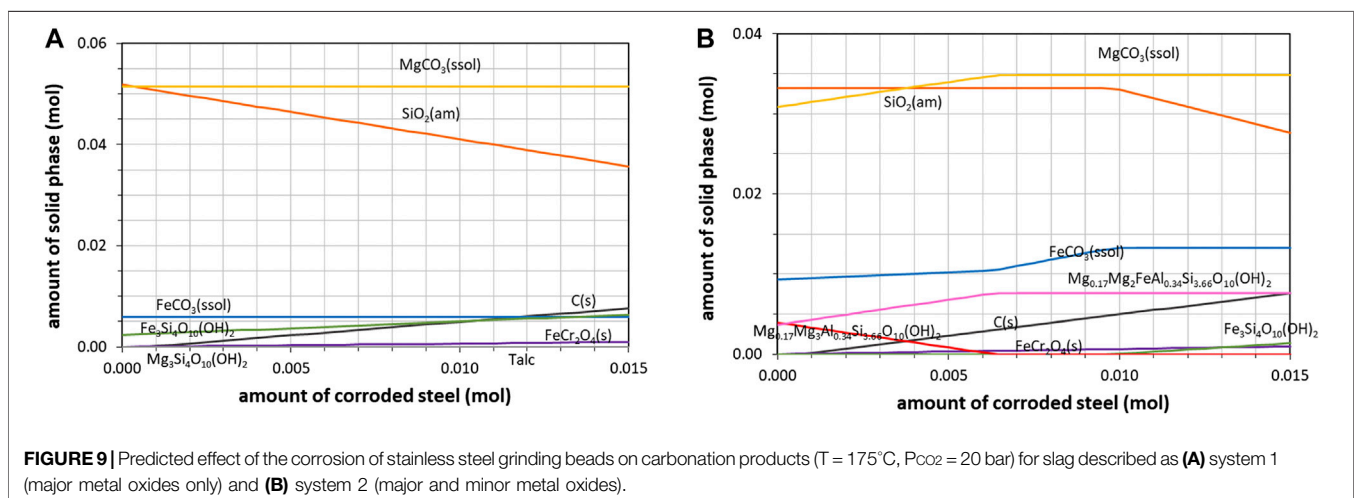 A
0.06
MgCO₃(ssol)
SiO₂(am)
0.04
amount of solid phase (mol)
0.02
FeCO₃(ssol)
C(s)
Fe₃Si₄O₁₀(OH)₂
FeCr₂O₄(s)
0.00
Mg₃Si₄O₁₀(OH)₂
Talc
0.000
0.005
0.010
0.015
amount of corroded steel (mol)
B
0.04
MgCO₃(ssol)
SiO₂(am)
amount of solid phase (mol)
0.02
FeCO₃(ssol)
Mg₀.₁₇Mg₂FeAl₀.₃₄Si₃.₆₆O₁₀(OH)₂
C(s)
Mg₀.₁₇Mg₃Al₀.₃₄Si₃.₆₆O₁₀(OH)₂
Fe₃Si₄O₁₀(OH)₂
FeCr₂O₄(s)
0.00
0.000
0.005
0.010
0.015
amount of corroded steel (mol)
FIGURE 9 | Predicted effect of the corrosion of stainless steel grinding beads on carbonation products (T = 175°C, PCO2 = 20 bar) for slag described as (A) system 1
(major metal oxides only) and (B) system 2 (major and minor metal oxides).